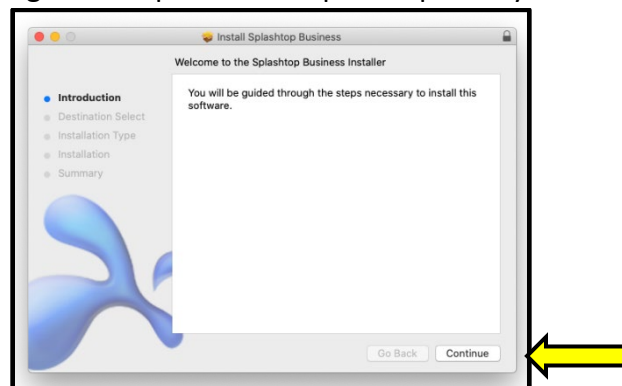 Install Splashtop Business
Welcome to the Splashtop Business Installer
Introduction
Destination Select
Installation Type
Installation
Summary
You will be guided through the steps necessary to install this
software.
Go Back
Continue